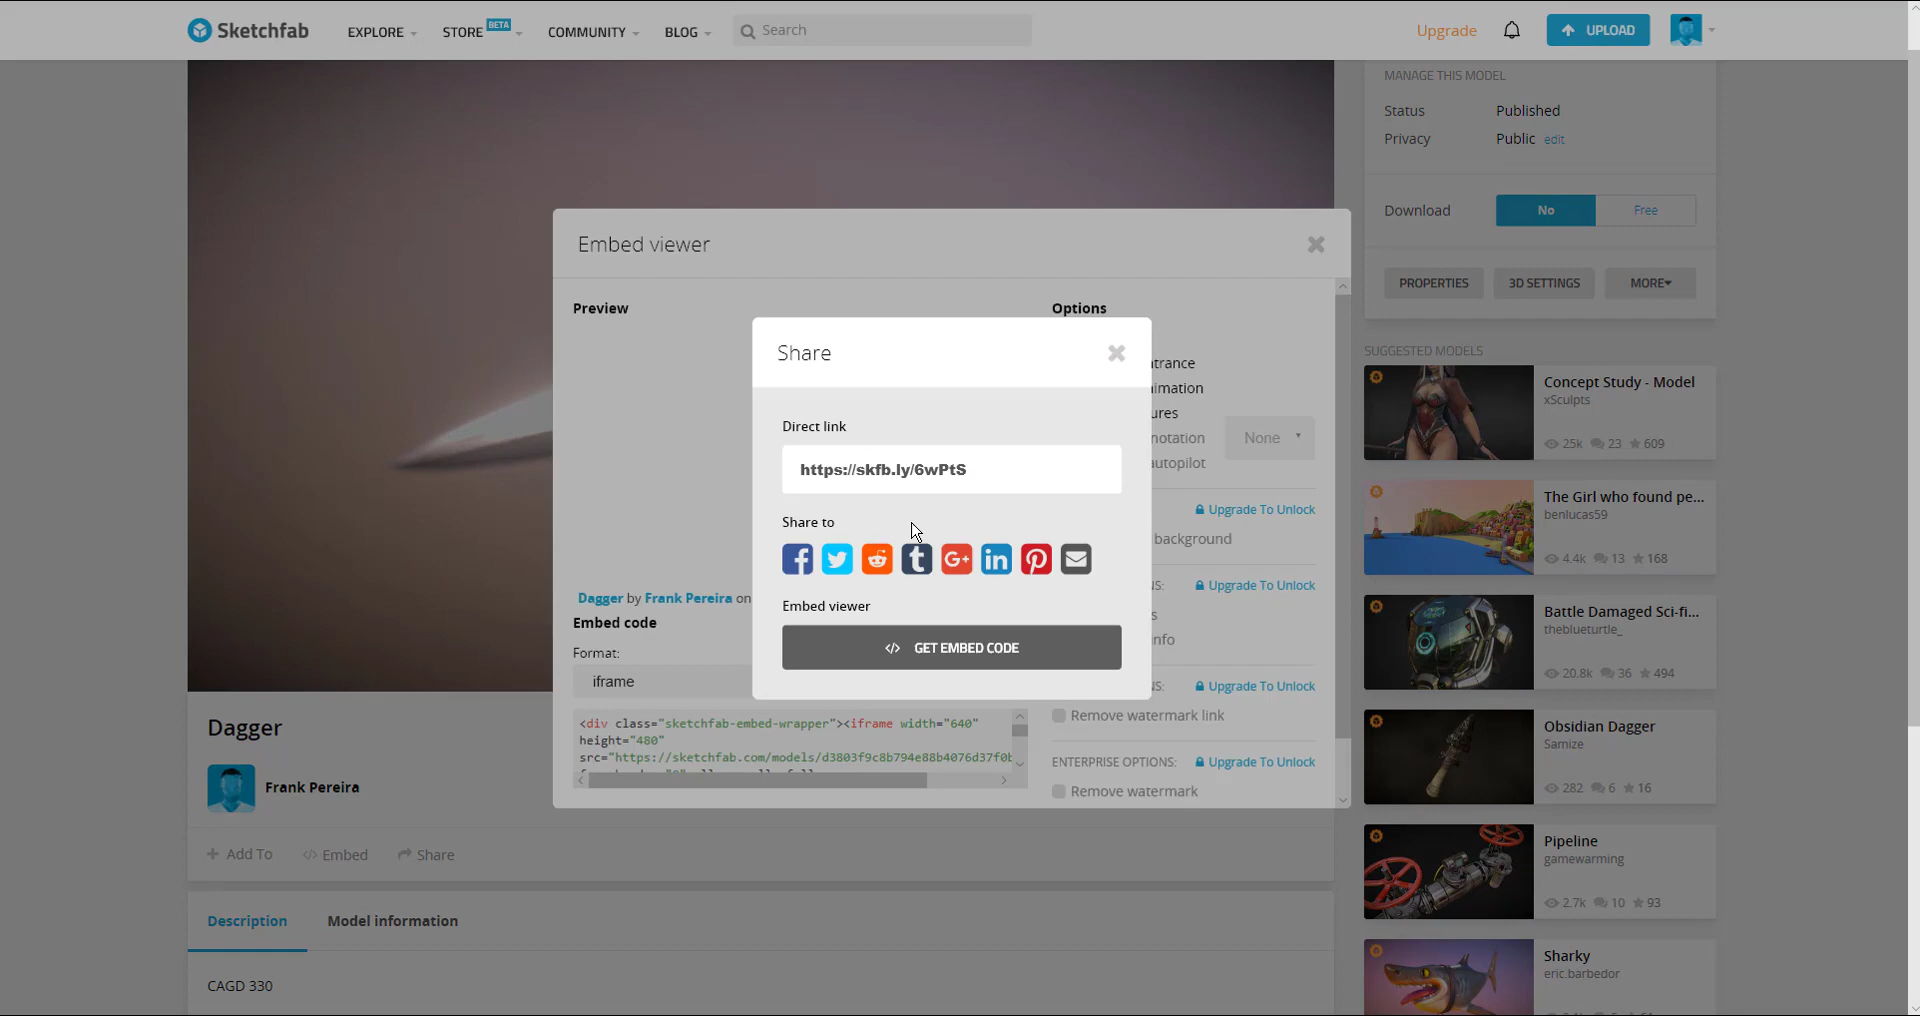 Sketchfab EXPLORE STORE BETA COMMUNITY BLOG Search Upgrade UPLOAD
MANAGE THIS MODEL
Status Published
Privacy Public edit
Download No Free
PROPERTIES 3D SETTINGS MORE
Embed viewer
Preview
Options
ntrance
nimation
ures
notation None
autopilot
Upgrade To Unlock
background
NS: Upgrade To Unlock
s
nfo
NS: Upgrade To Unlock
Remove watermark link
ENTERPRISE OPTIONS: Upgrade To Unlock
Remove watermark
Share
Direct link
https://skfb.ly/6wPtS
Share to
Embed viewer
</> GET EMBED CODE
Dagger by Frank Pereira on
Embed code
Format:
iframe
<div class="sketchfab-embed-wrapper"><iframe width="640"
height="480"
src="https://sketchfab.com/models/d3803f9c8b794e88b4076d37f0b
Dagger
Frank Pereira
+ Add To </> Embed Share
Description Model information
CAGD 330
SUGGESTED MODELS
Concept Study - Model
xSculpts
25k 23 609
The Girl who found pe...
benlucas59
4.4k 13 168
Battle Damaged Sci-fi...
theblueturtle_
20.8k 36 494
Obsidian Dagger
Samize
282 6 16
Pipeline
gamewarming
2.7k 10 93
Sharky
eric.barbedor